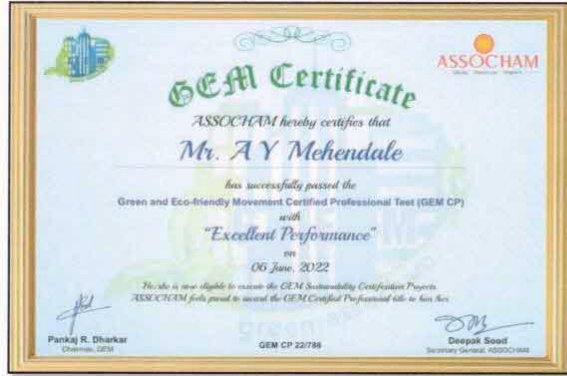 ASSOCHAM
GEM Certificate
ASSOCHAM hereby certifies that
Mr. A Y Mehendale
has successfully passed the
Green and Eco-friendly Movement Certified Professional Test (GEM CP)
with
"Excellent Performance"
on
06 June, 2022
He/she is now eligible to execute the GEM Sustainability Certification Projects.
ASSOCHAM feels proud to award the GEM Certified Professional title to him/her.
green
Pankaj R. Dharkar
Chairman, GEM
GEM CP 22/788
Deepak Sood
Secretary General, ASSOCHAM